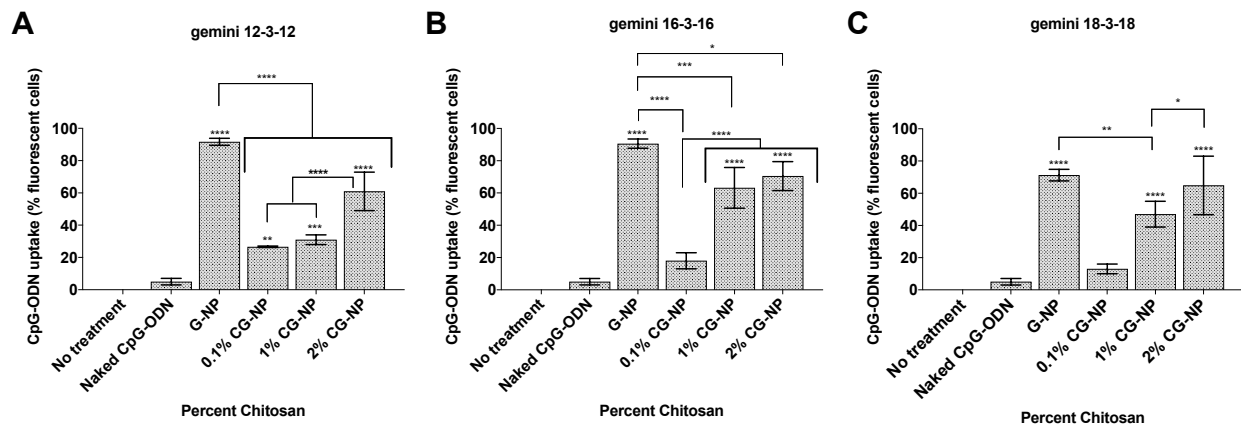 A
gemini 12-3-12
CpG-ODN uptake (% fluorescent cells)
100
80
60
40
20
0
****
****
**
***
****
****
No treatment
Naked CpG-ODN
G-NP
0.1% CG-NP
1% CG-NP
2% CG-NP
Percent Chitosan
B
gemini 16-3-16
CpG-ODN uptake (% fluorescent cells)
100
80
60
40
20
0
*
***
****
****
****
****
****
No treatment
Naked CpG-ODN
G-NP
0.1% CG-NP
1% CG-NP
2% CG-NP
Percent Chitosan
C
gemini 18-3-18
CpG-ODN uptake (% fluorescent cells)
100
80
60
40
20
0
*
**
****
****
****
No treatment
Naked CpG-ODN
G-NP
0.1% CG-NP
1% CG-NP
2% CG-NP
Percent Chitosan